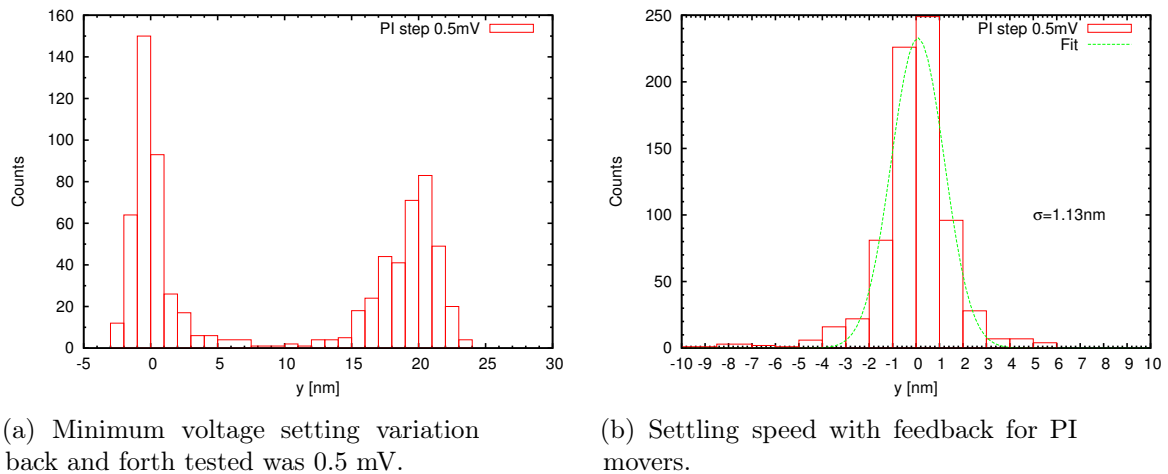 160
140
120
100
80
60
40
20
0
Counts
PI step 0.5mV
-5 0 5 10 15 20 25 30
y [nm]
250
200
150
100
50
0
Counts
PI step 0.5mV
Fit
σ=1.13nm
-10 -9 -8 -7 -6 -5 -4 -3 -2 -1 0 1 2 3 4 5 6 7 8 9 10
y [nm]
(a) Minimum voltage setting variation
back and forth tested was 0.5 mV.
(b) Settling speed with feedback for PI
movers.